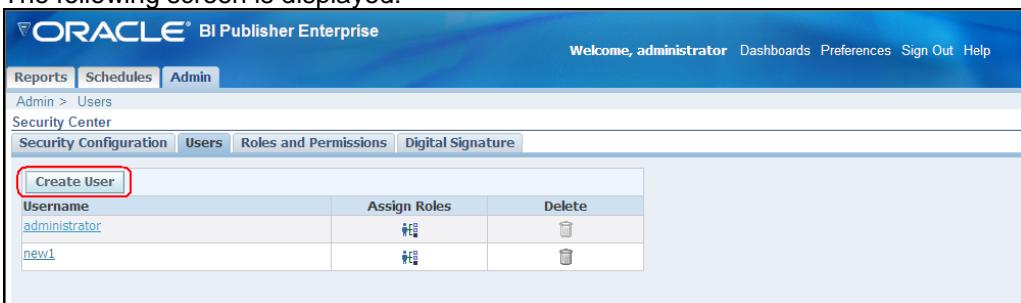 The following screen is displayed:
ORACLE® BI Publisher Enterprise
Welcome, administrator Dashboards Preferences Sign Out Help
Reports Schedules Admin
Admin > Users
Security Center
Security Configuration Users Roles and Permissions Digital Signature
Create User
Username Assign Roles Delete
administrator
new1